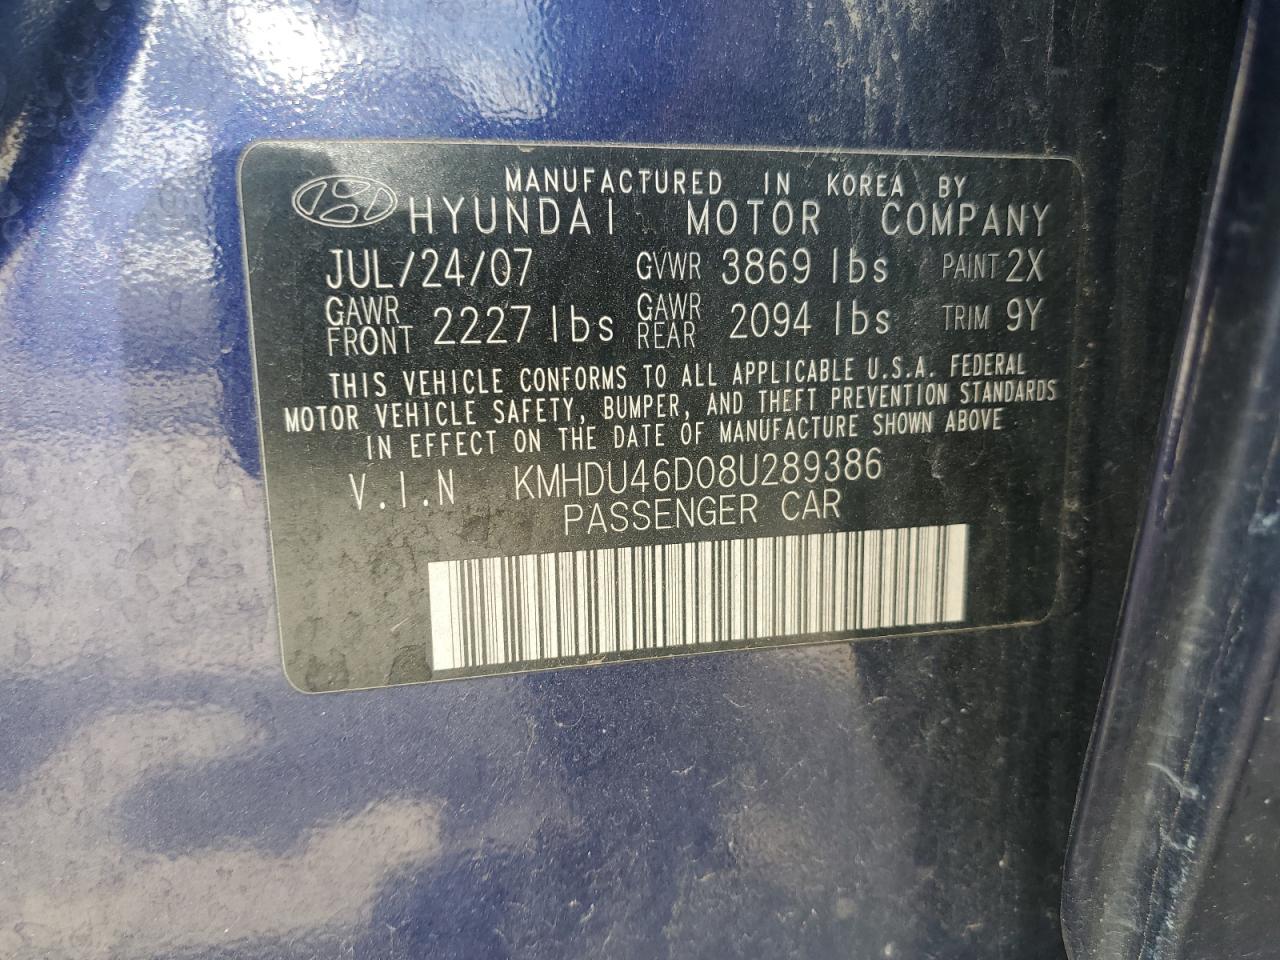 MANUFACTURED IN KOREA BY
HYUNDAI MOTOR COMPANY
JUL/24/07 GVWR 3869 lbs PAINT 2X
GAWR FRONT 2227 lbs GAWR REAR 2094 lbs TRIM 9Y
THIS VEHICLE CONFORMS TO ALL APPLICABLE U.S.A. FEDERAL
MOTOR VEHICLE SAFETY, BUMPER, AND THEFT PREVENTION STANDARDS
IN EFFECT ON THE DATE OF MANUFACTURE SHOWN ABOVE
V.I.N KMHDU46D08U289386
PASSENGER CAR